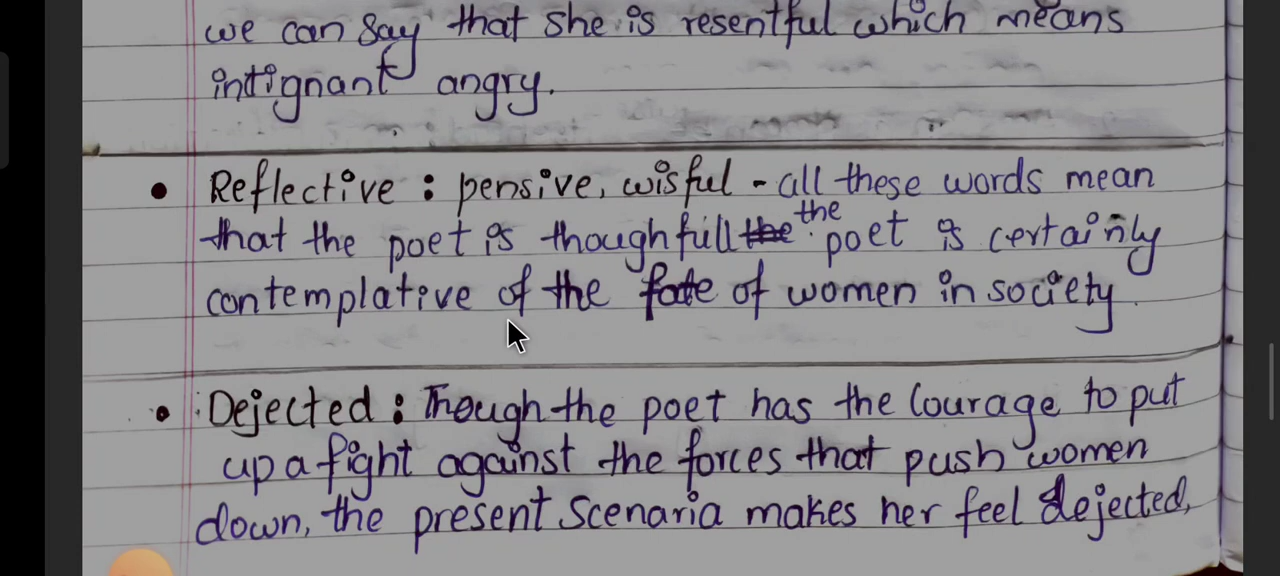 we can say that she is resentful which means
intignant angry.
• Reflective : pensive, wisful - all these words mean
that the poet is thoughfull the poet is certainly
contemplative of the fate of women in society.
• Dejected : Though the poet has the Courage to put
up a fight against the forces that push women
down, the present Scenaria makes her feel dejected,